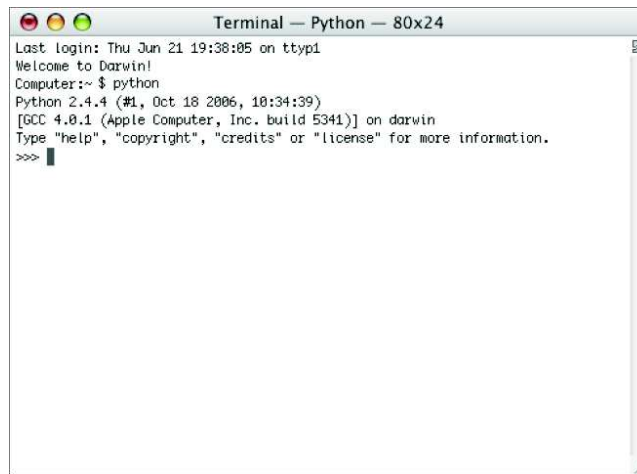 Terminal — Python — 80x24
Last login: Thu Jun 21 19:38:05 on ttyp1
Welcome to Darwin!
Computer:~ $ python
Python 2.4.4 (#1, Oct 18 2006, 10:34:39)
[GCC 4.0.1 (Apple Computer, Inc. build 5341)] on darwin
Type "help", "copyright", "credits" or "license" for more information.
>>>